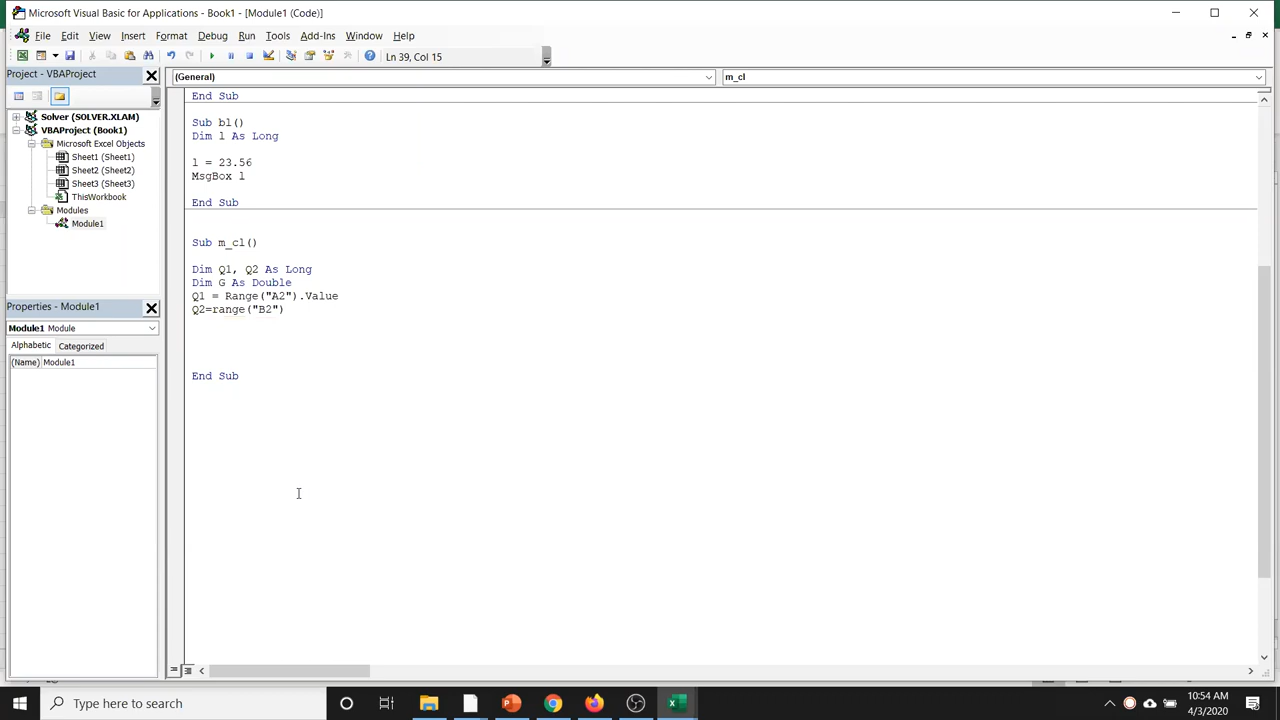 Microsoft Visual Basic for Applications - Book1 - [Module1 (Code)]
File Edit View Insert Format Debug Run Tools Add-Ins Window Help
Ln 39, Col 15
Project - VBAProject
(General)
m_cl
Solver (SOLVER.XLAM)
VBAProject (Book1)
Microsoft Excel Objects
Sheet1 (Sheet1)
Sheet2 (Sheet2)
Sheet3 (Sheet3)
ThisWorkbook
Modules
Module1
Properties - Module1
Module1 Module
Alphabetic Categorized
(Name) Module1
End Sub
Sub bl()
Dim l As Long
l = 23.56
MsgBox l
End Sub
Sub m_cl()
Dim Q1, Q2 As Long
Dim G As Double
Q1 = Range("A2").Value
Q2=range("B2")
End Sub
Type here to search
10:54 AM
4/3/2020